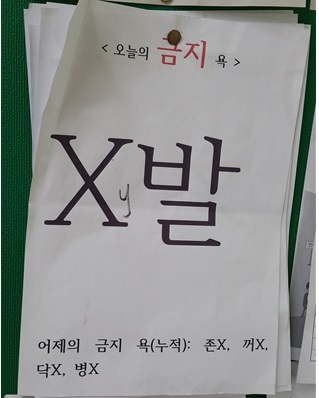 < 오늘의 금지 욕 >
XY발
어제의 금지 욕(누적): 존X, 꺼X,
닥X, 병X